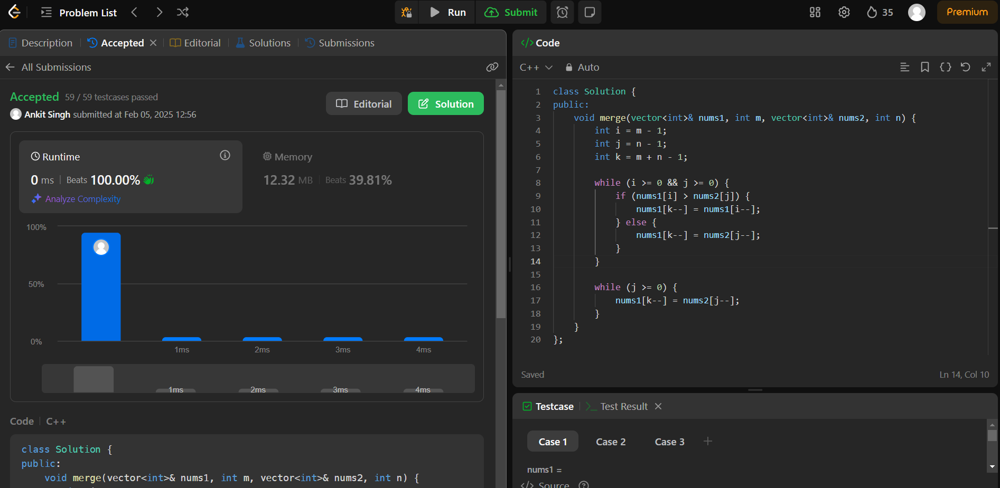 Problem List
Run
Submit
35
Premium
Description
Accepted
Editorial
Solutions
Submissions
All Submissions
Accepted 59 / 59 testcases passed
Ankit Singh submitted at Feb 05, 2025 12:56
Editorial
Solution
Runtime
0 ms | Beats 100.00%
Analyze Complexity
Memory
12.32 MB | Beats 39.81%
100%
50%
0%
1ms 2ms 3ms 4ms
1ms 2ms 3ms 4ms
Code | C++
class Solution {
public:
    void merge(vector<int>& nums1, int m, vector<int>& nums2, int n) {
</> Code
C++ Auto
1 class Solution {
2 public:
3     void merge(vector<int>& nums1, int m, vector<int>& nums2, int n) {
4         int i = m - 1;
5         int j = n - 1;
6         int k = m + n - 1;
7
8         while (i >= 0 && j >= 0) {
9             if (nums1[i] > nums2[j]) {
10                 nums1[k--] = nums1[i--];
11             } else {
12                 nums1[k--] = nums2[j--];
13             }
14         }
15
16         while (j >= 0) {
17             nums1[k--] = nums2[j--];
18         }
19     }
20 };
Saved
Ln 14, Col 10
Testcase
Test Result
Case 1
Case 2
Case 3
nums1 =
</> Source